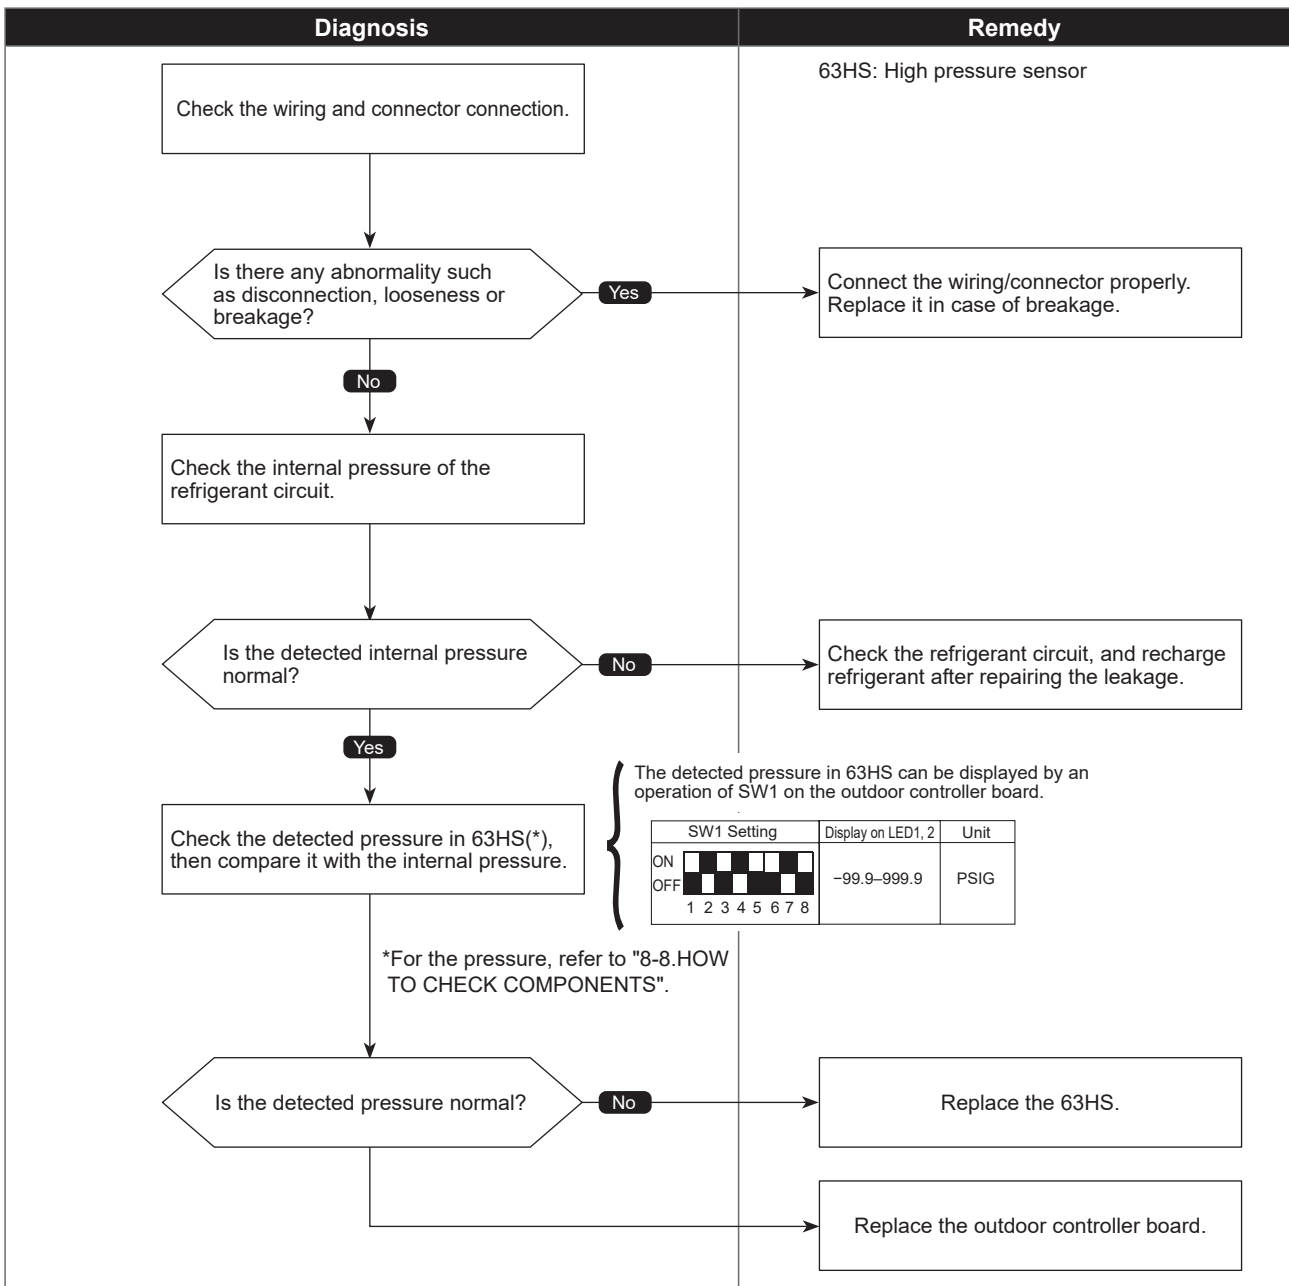 Diagnosis
Remedy
63HS: High pressure sensor
Check the wiring and connector connection.
Is there any abnormality such
as disconnection, looseness or
breakage?
Yes
Connect the wiring/connector properly.
Replace it in case of breakage.
No
Check the internal pressure of the
refrigerant circuit.
Is the detected internal pressure
normal?
No
Check the refrigerant circuit, and recharge
refrigerant after repairing the leakage.
Yes
The detected pressure in 63HS can be displayed by an
operation of SW1 on the outdoor controller board.
Check the detected pressure in 63HS(*),
then compare it with the internal pressure.
SW1 Setting
Display on LED1, 2
Unit
ON
OFF
1 2 3 4 5 6 7 8
−99.9–999.9
PSIG
*For the pressure, refer to "8-8.HOW
TO CHECK COMPONENTS".
Is the detected pressure normal?
No
Replace the 63HS.
Replace the outdoor controller board.